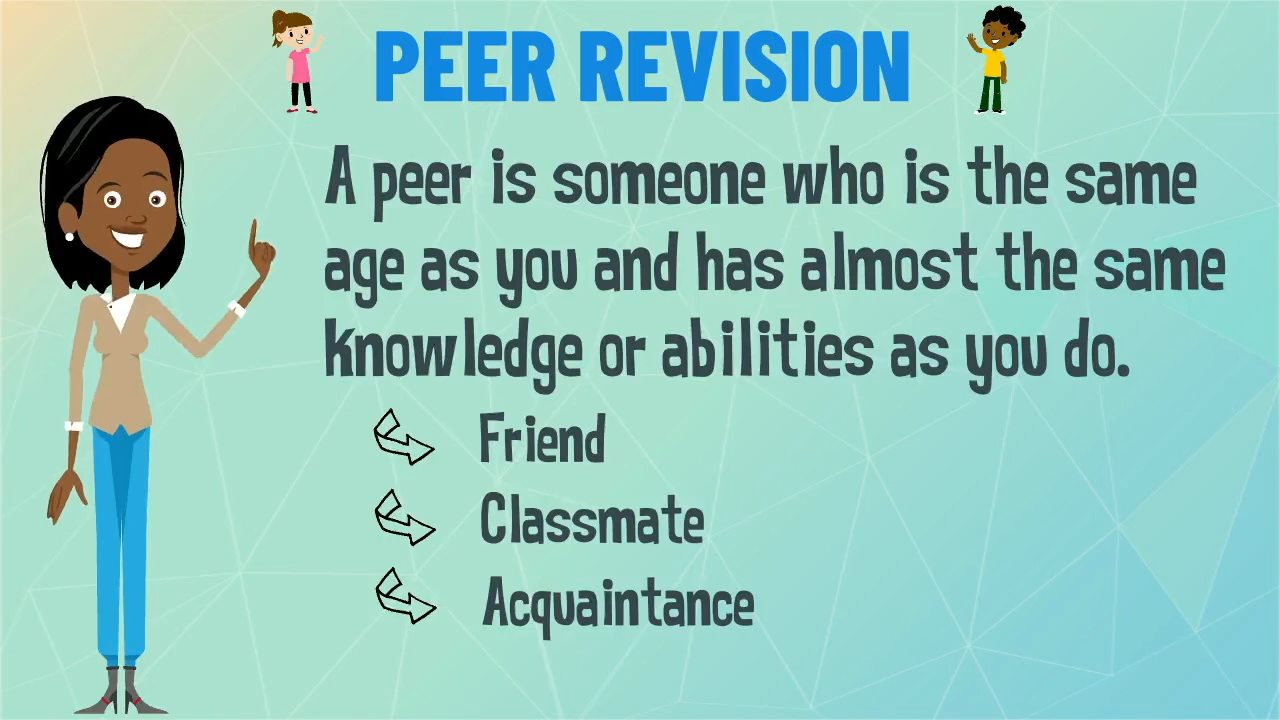 PEER REVISION
A peer is someone who is the same
age as you and has almost the same
knowledge or abilities as you do.
Friend
Classmate
Acquaintance